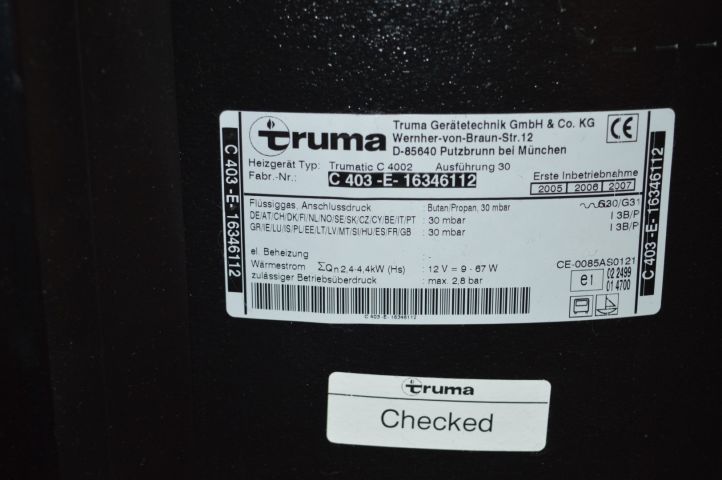 truma
Truma Gerätetechnik GmbH & Co. KG
Wernher-von-Braun-Str.12
D-85640 Putzbrunn bei München
CE
Heizgerät Typ: Trumatic C 4002 Ausführung 30
Fabr.-Nr.: C 403 -E- 16346112
Erste Inbetriebnahme
2005 2006 2007
Flüssiggas, Anschlussdruck : Butan/Propan, 30 mbar G30/G31
DE/AT/CH/DK/FI/NL/NO/SE/SK/CZ/CY/BE/IT/PT : 30 mbar I 3B/P
GR/IE/LU/IS/PL/EE/LT/LV/MT/SI/HU/ES/FR/GB : 30 mbar I 3B/P
el. Beheizung : -
Wärmestrom ΣQn 2,4-4,4kW (Hs) : 12 V = 9 - 67 W
CE-0085AS0121
zulässiger Betriebsüberdruck : max. 2,8 bar
e1 02 2499
01 4700
C 403 -E- 16346112
C 403 -E- 16346112
C 403 -E- 16346112
truma
Checked